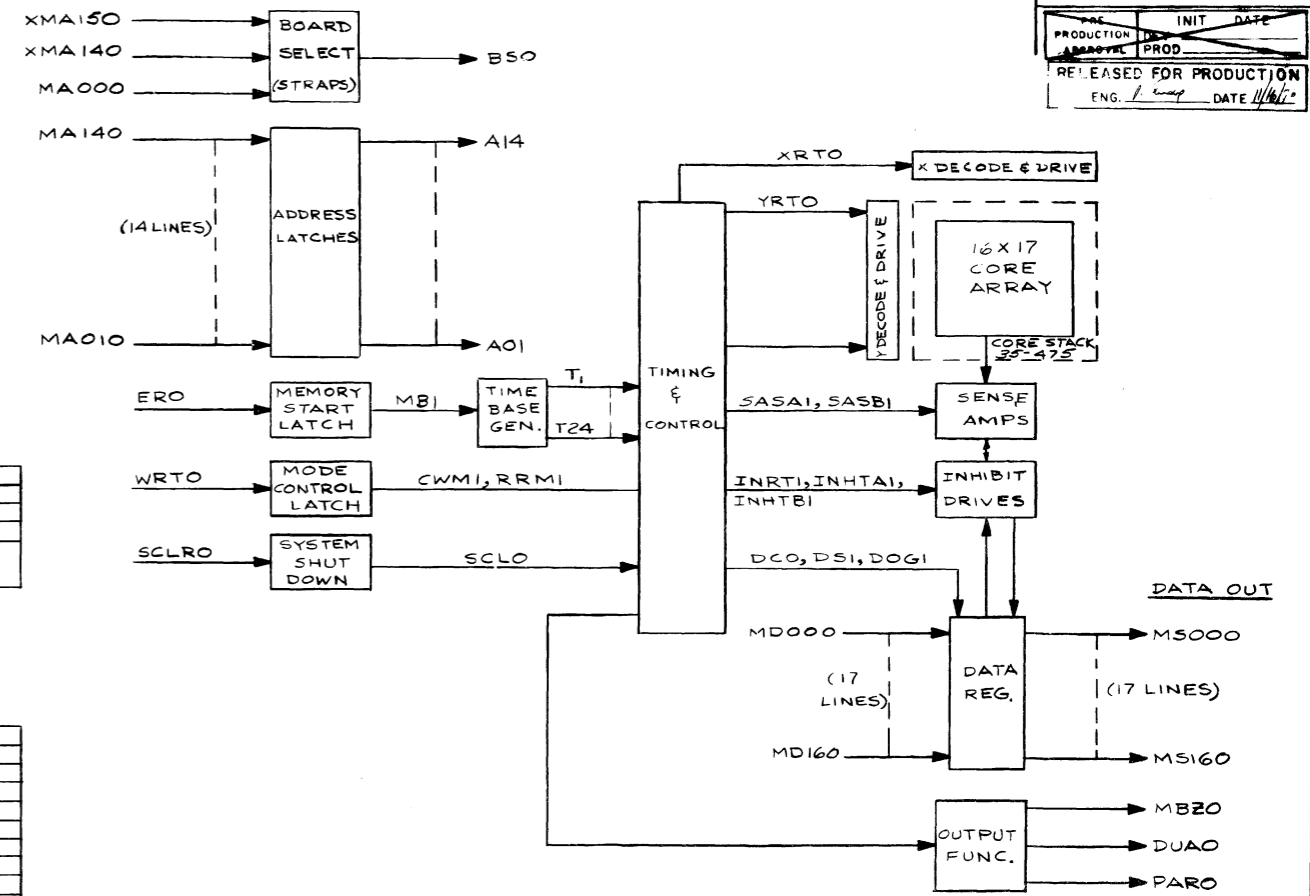 PRE
PRODUCTION
APPROVAL
INIT DATE
PROD.
RELEASED FOR PRODUCTION
ENG. DATE
XMA150
XMA140
MA000
BOARD
SELECT
(STRAPS)
BS0
MA140
(14 LINES)
MA010
ADDRESS
LATCHES
A14
A01
XRT0
X DECODE & DRIVE
YRT0
Y DECODE & DRIVE
16 X 17
CORE
ARRAY
CORE STACK
35-475
ER0
MEMORY
START
LATCH
MB1
TIME
BASE
GEN.
T1
T24
TIMING
&
CONTROL
SASA1, SASB1
SENSE
AMPS
WRT0
MODE
CONTROL
LATCH
CWM1, RRM1
INRT1, INHTA1,
INHTB1
INHIBIT
DRIVES
SCLR0
SYSTEM
SHUT
DOWN
SCL0
DC0, DS1, DOG1
DATA OUT
MD000
(17
LINES)
MD160
DATA
REG.
MS000
(17 LINES)
MS160
OUTPUT
FUNC.
MBZ0
DUA0
PAR0